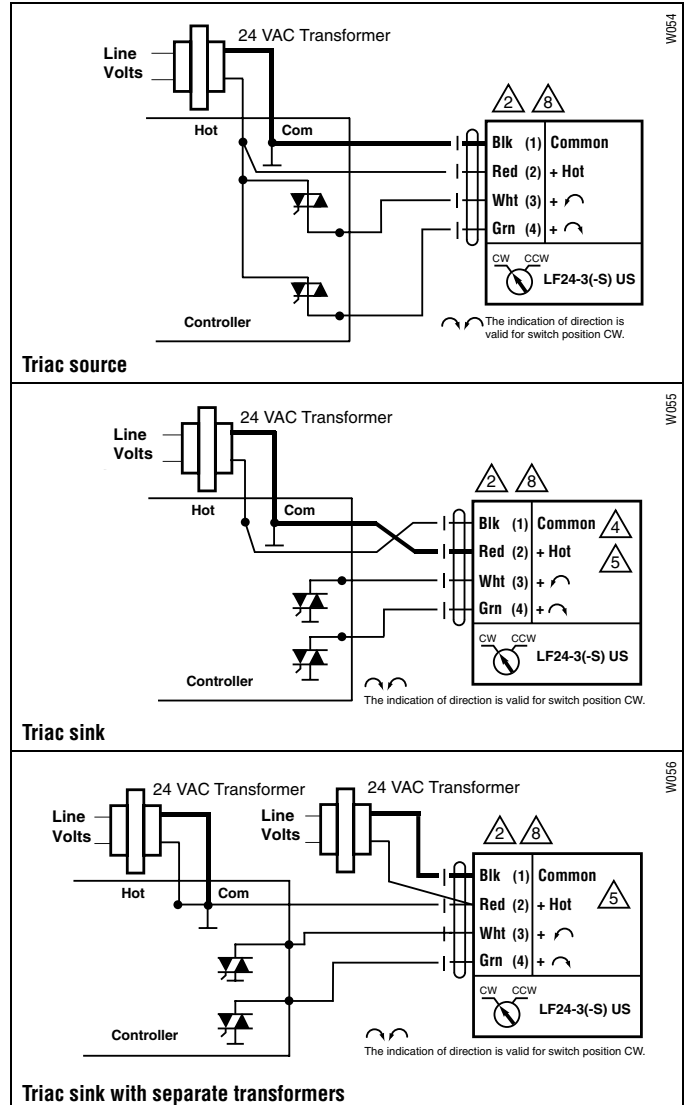 W054
24 VAC Transformer
Line
Volts
2 8
Hot Com
Blk (1) Common
Red (2) + Hot
Wht (3) +
Grn (4) +
CW CCW
LF24-3(-S) US
Controller
The indication of direction is
valid for switch position CW.
Triac source
W055
24 VAC Transformer
Line
Volts
2 8
Hot Com
Blk (1) Common 4
Red (2) + Hot 5
Wht (3) +
Grn (4) +
CW CCW
LF24-3(-S) US
Controller
The indication of direction is valid for switch position CW.
Triac sink
W056
24 VAC Transformer 24 VAC Transformer
Line Line
Volts Volts
2 8
Hot Com
Blk (1) Common
Red (2) + Hot 5
Wht (3) +
Grn (4) +
CW CCW
LF24-3(-S) US
Controller
The indication of direction is valid for switch position CW.
Triac sink with separate transformers